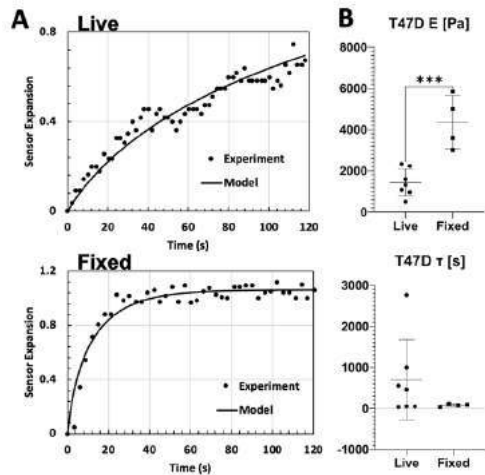 A
Live
0.8
0.4
0
Sensor Expansion
Experiment
Model
0 20 40 60 80 100 120
Time (s)
Fixed
1.2
0.8
0.4
0
Sensor Expansion
Experiment
Model
0 20 40 60 80 100 120
Time (s)
B
T47D E [Pa]
8000
6000
4000
2000
0
***
Live Fixed
T47D τ [s]
3000
2000
1000
0
-1000
Live Fixed